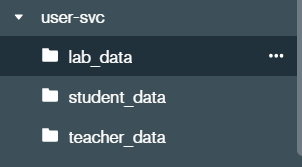 user-svc
lab_data
student_data
teacher_data